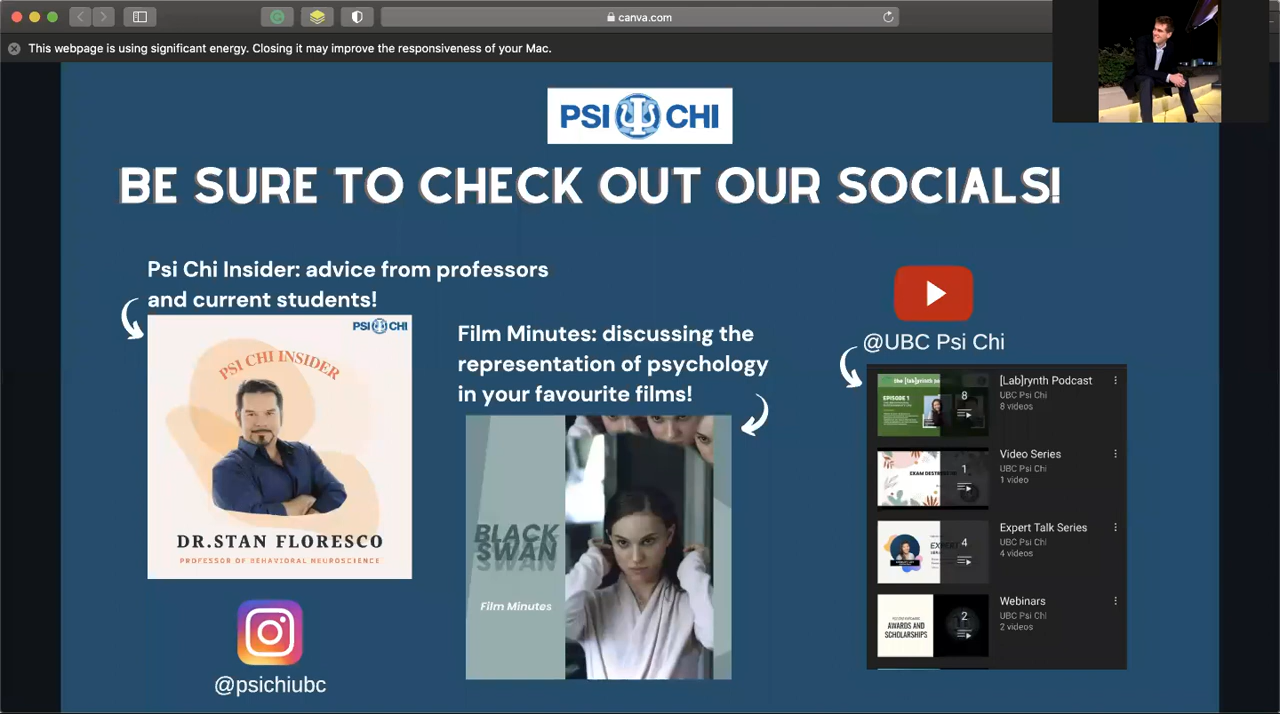 canva.com
This webpage is using significant energy. Closing it may improve the responsiveness of your Mac.
PSI CHI
BE SURE TO CHECK OUT OUR SOCIALS!
Psi Chi Insider: advice from professors
and current students!
PSI CHI
PSI CHI INSIDER
DR.STAN FLORESCO
PROFESSOR OF BEHAVIORAL NEUROSCIENCE
@psichiubc
Film Minutes: discussing the
representation of psychology
in your favourite films!
BLACK
SWAN
Film Minutes
@UBC Psi Chi
EPISODE 1
8
[Lab]rynth Podcast
UBC Psi Chi
8 videos
1
Video Series
UBC Psi Chi
1 video
4
Expert Talk Series
UBC Psi Chi
4 videos
AWARDS AND
SCHOLARSHIPS
2
Webinars
UBC Psi Chi
2 videos